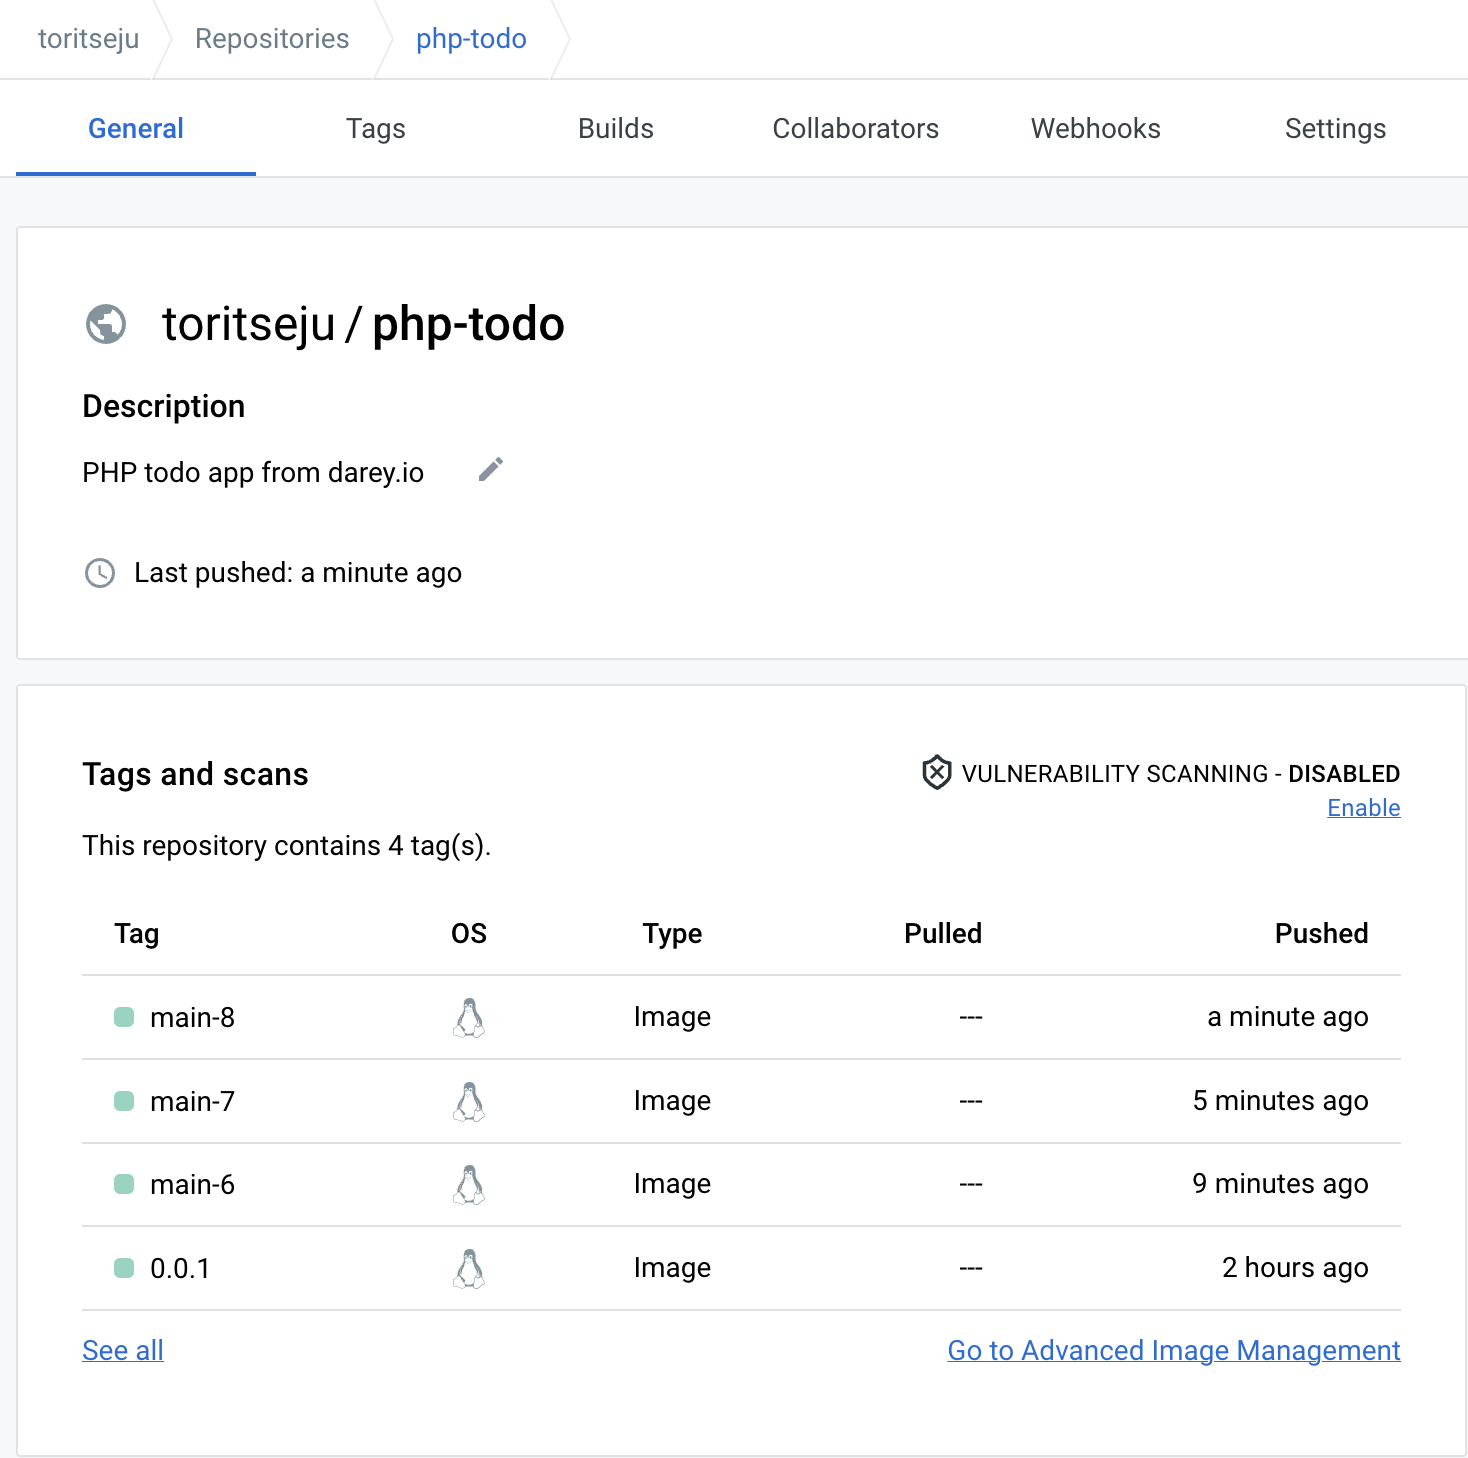 toritseju Repositories php-todo
General Tags Builds Collaborators Webhooks Settings
toritseju / php-todo
Description
PHP todo app from darey.io
Last pushed: a minute ago
Tags and scans
VULNERABILITY SCANNING - DISABLED
Enable
This repository contains 4 tag(s).
Tag OS Type Pulled Pushed
main-8 Image --- a minute ago
main-7 Image --- 5 minutes ago
main-6 Image --- 9 minutes ago
0.0.1 Image --- 2 hours ago
See all Go to Advanced Image Management